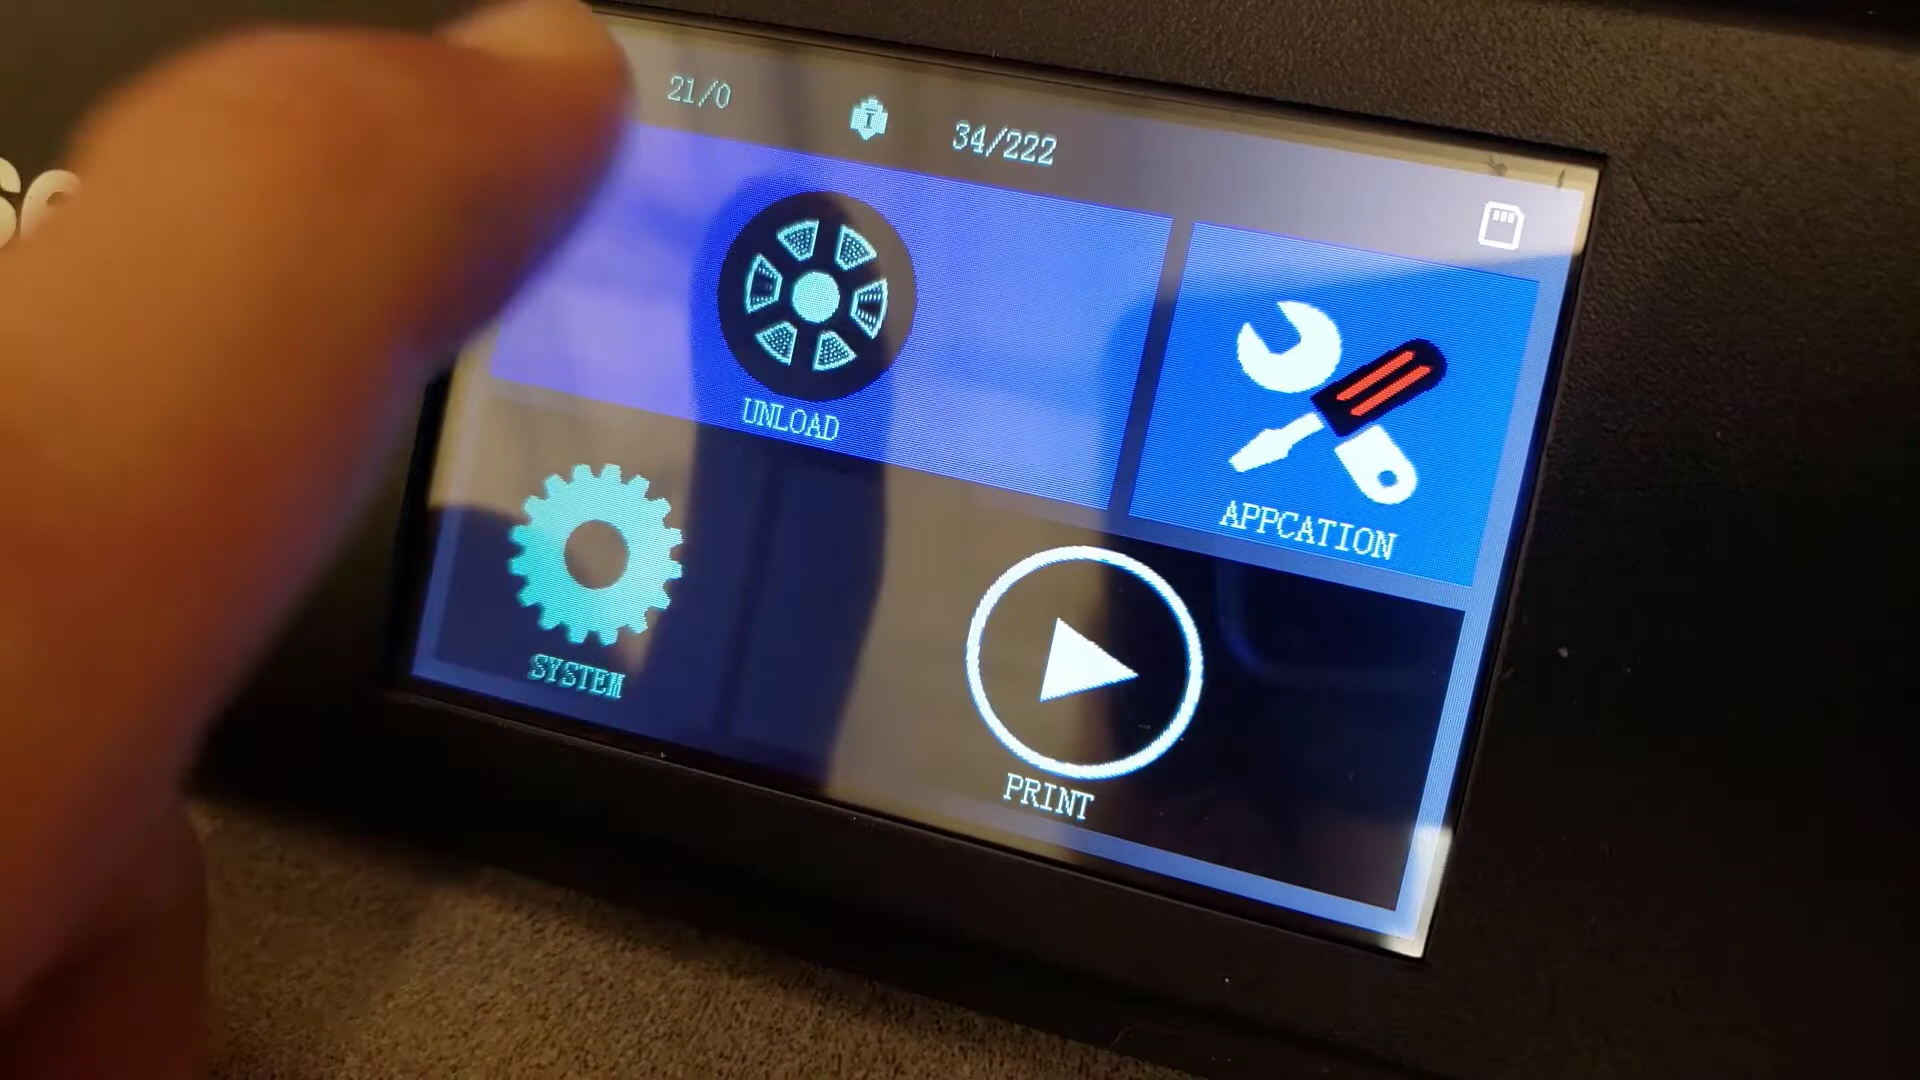 21/0
34/222
UNLOAD
APPCATION
SYSTEM
PRINT